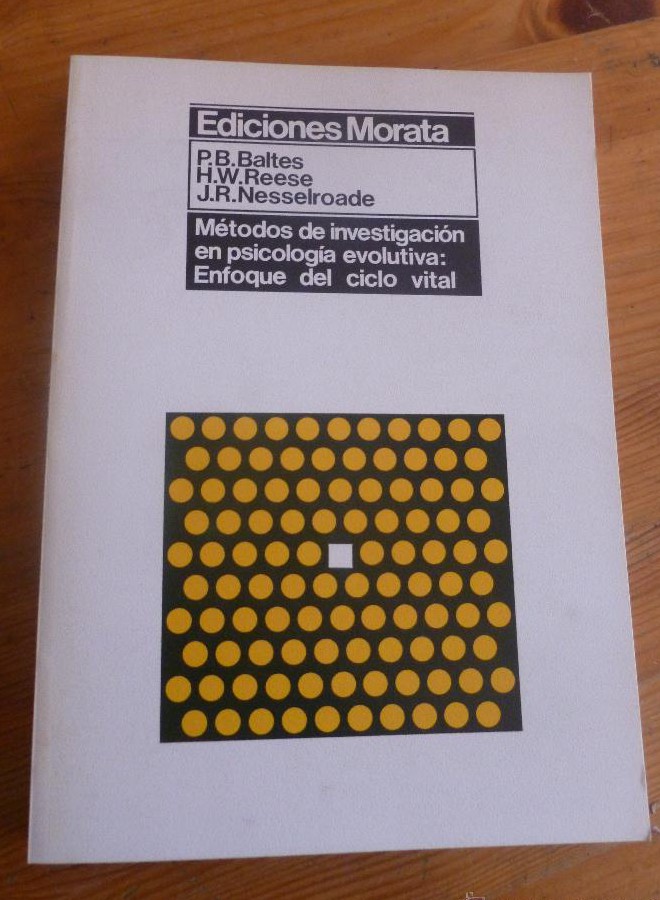 Ediciones Morata
P.B.Baltes
H.W.Reese
J.R.Nesselroade
Métodos de investigación
en psicología evolutiva:
Enfoque del ciclo vital